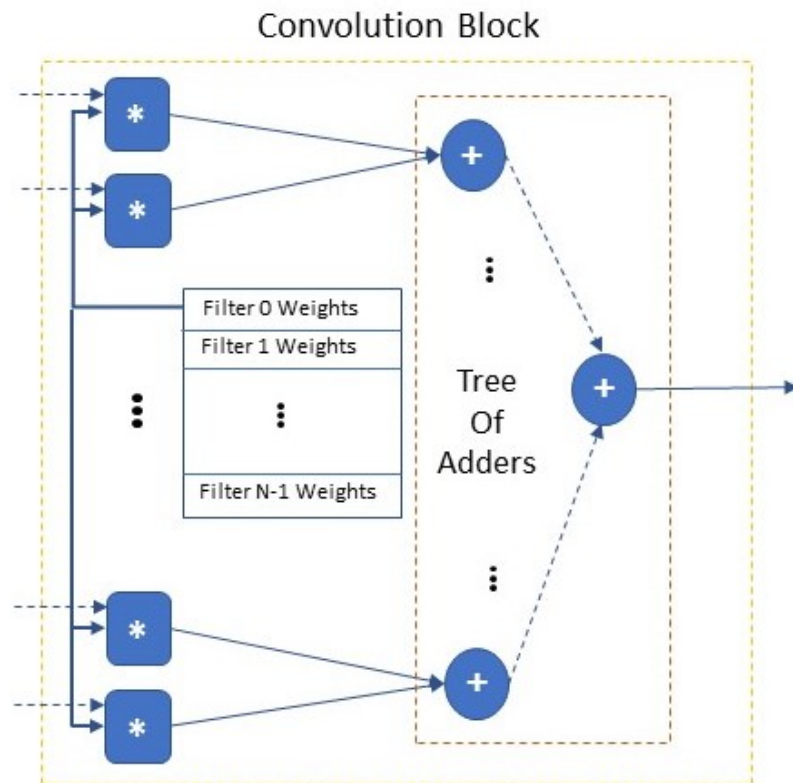 Convolution Block
*
+
*
Filter 0 Weights
Filter 1 Weights
Tree
Of
Adders
+
Filter N-1 Weights
*
+
*